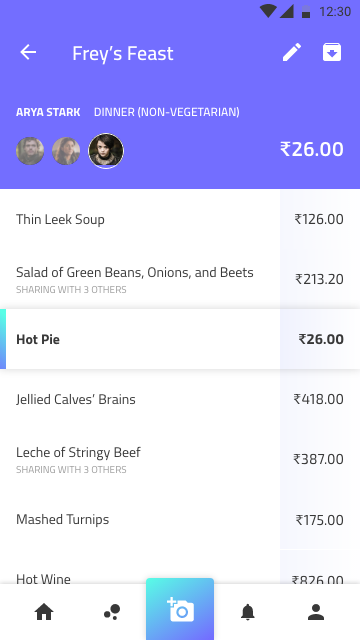 12:30
Frey’s Feast
ARYA STARK DINNER (NON-VEGETARIAN)
₹26.00
Thin Leek Soup ₹126.00
Salad of Green Beans, Onions, and Beets ₹213.20
SHARING WITH 3 OTHERS
Hot Pie ₹26.00
Jellied Calves’ Brains ₹418.00
Leche of Stringy Beef ₹387.00
SHARING WITH 3 OTHERS
Mashed Turnips ₹175.00
Hot Wine ₹826.00